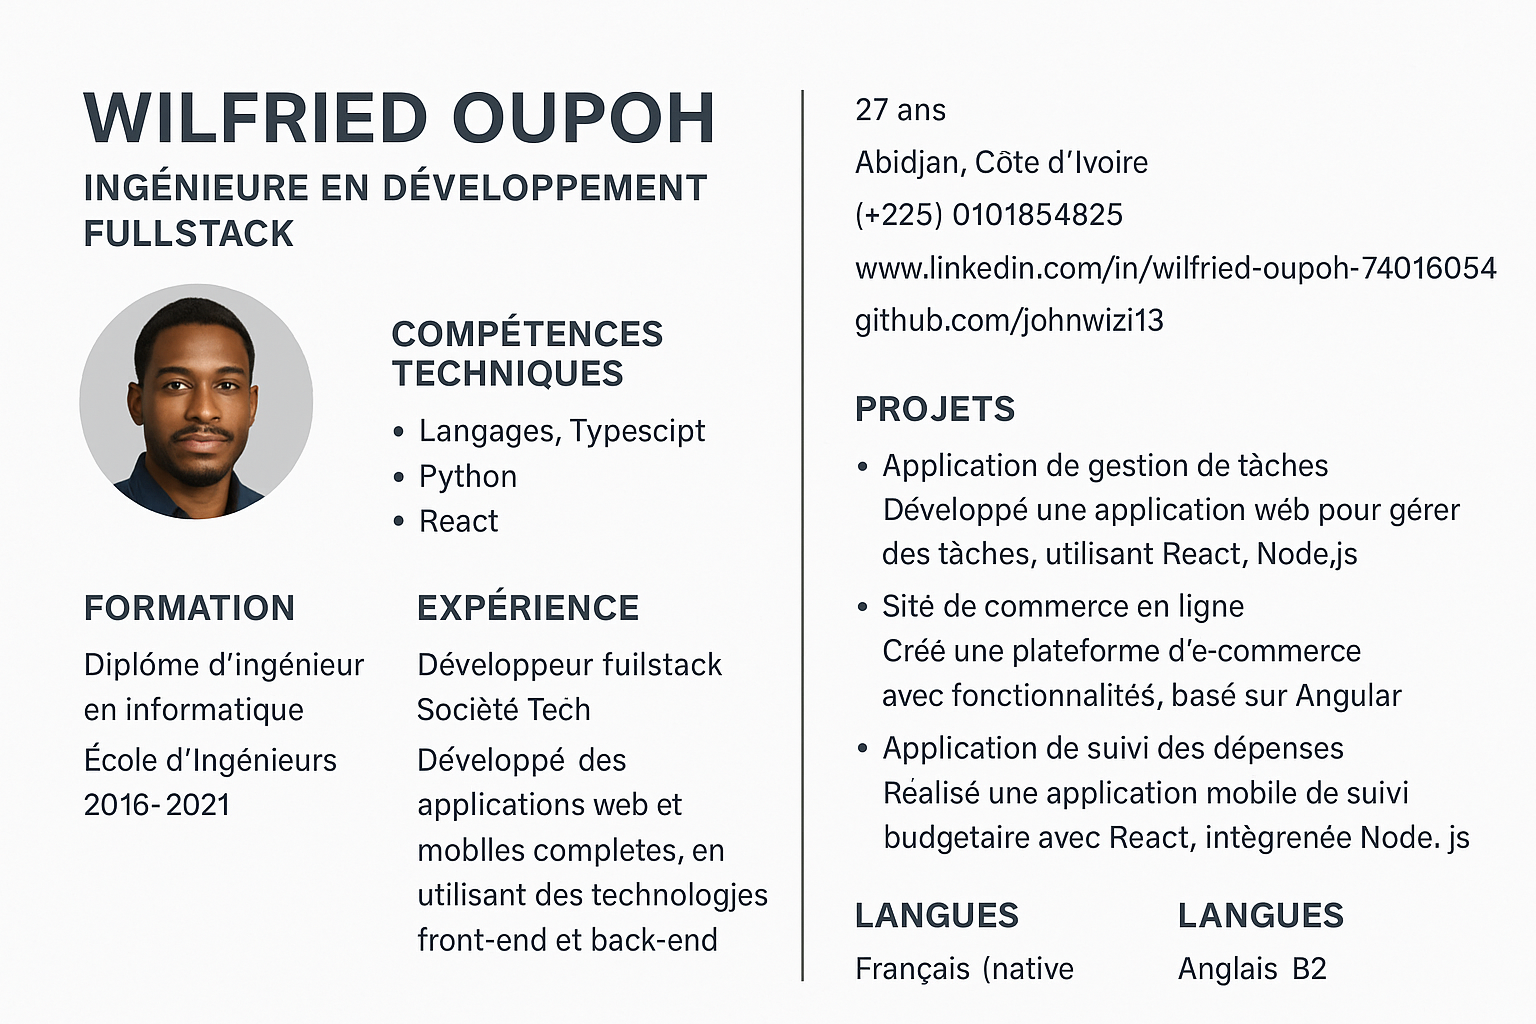 WILFRIED OUPOH
INGÉNIEURE EN DÉVELOPPEMENT
FULLSTACK
COMPÉTENCES
TECHNIQUES
• Langages, Typescipt
• Python
• React
FORMATION
Diplóme d’ingénieur
en informatique
École d’Ingénieurs
2016-2021
EXPÉRIENCE
Développeur fuilstack
Socièté Tećh
Développé des
applications web et
moblles completes, en
utilisant des technologjes
front-end et back-end
27 ans
Abidjan, Côte d’Ivoire
(+225) 0101854825
www.linkedin.com/in/wilfried-oupoh-74016054
github.com/johnwizi13
PROJETS
• Application de gestion de tàches
Développé une application wéb pour gérer
des tàches, utilisant React, Node,js
• Sitė de commerce en ligne
Créé une plateforme d’e-commerce
avec fonctionnalitéś, basé sur Angular
• Application de suivi des dépenses
Réalisé une application mobile de suivi
budgetaire avec React, intègrenée Node. js
LANGUES
Français (native
LANGUES
Anglais B2